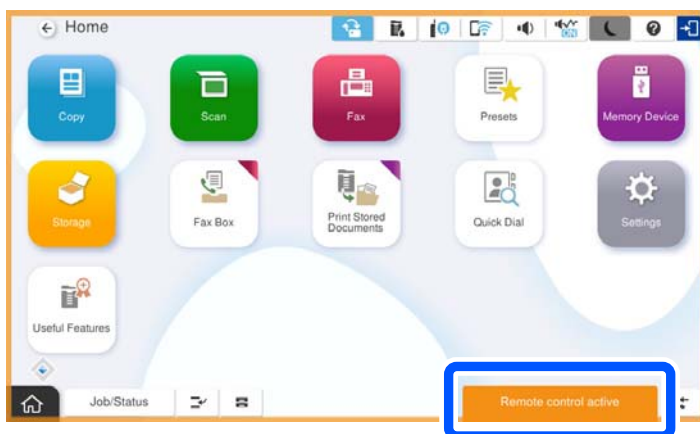 Home
ON
Copy
Scan
Fax
Presets
Memory Device
Storage
Fax Box
Print Stored
Documents
Quick Dial
Settings
Useful Features
Job/Status
Remote control active